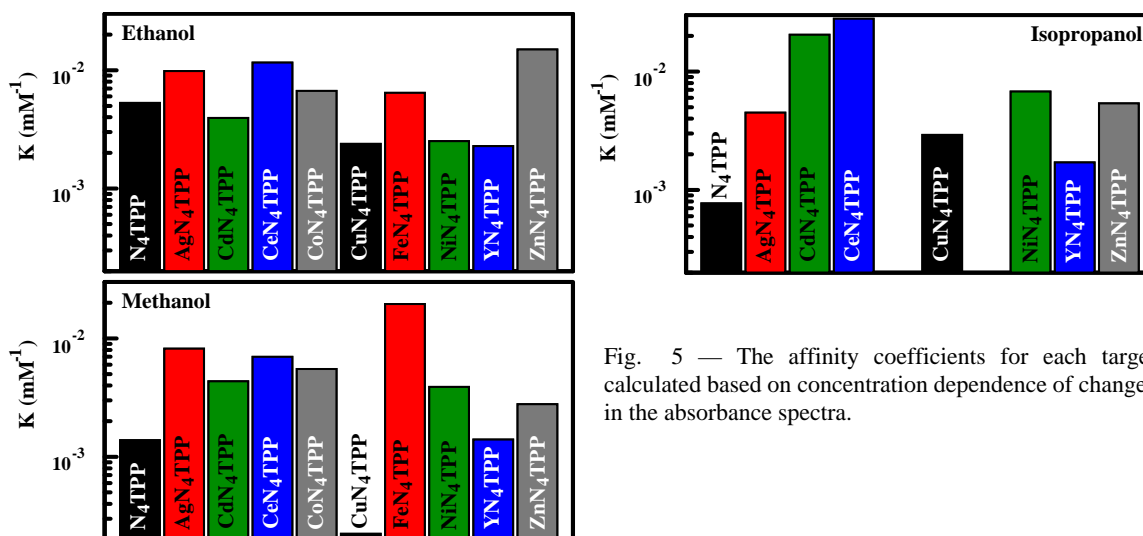 Ethanol
10⁻²
10⁻³
K (mM⁻¹)
N₄TPP
AgN₄TPP
CdN₄TPP
CeN₄TPP
CoN₄TPP
CuN₄TPP
FeN₄TPP
NiN₄TPP
YN₄TPP
ZnN₄TPP
Methanol
10⁻²
10⁻³
K (mM⁻¹)
N₄TPP
AgN₄TPP
CdN₄TPP
CeN₄TPP
CoN₄TPP
CuN₄TPP
FeN₄TPP
NiN₄TPP
YN₄TPP
ZnN₄TPP
Isopropanol
10⁻²
10⁻³
K (mM⁻¹)
N₄TPP
AgN₄TPP
CdN₄TPP
CeN₄TPP
CuN₄TPP
NiN₄TPP
YN₄TPP
ZnN₄TPP
Fig. 5 — The affinity coefficients for each targe
calculated based on concentration dependence of change
in the absorbance spectra.